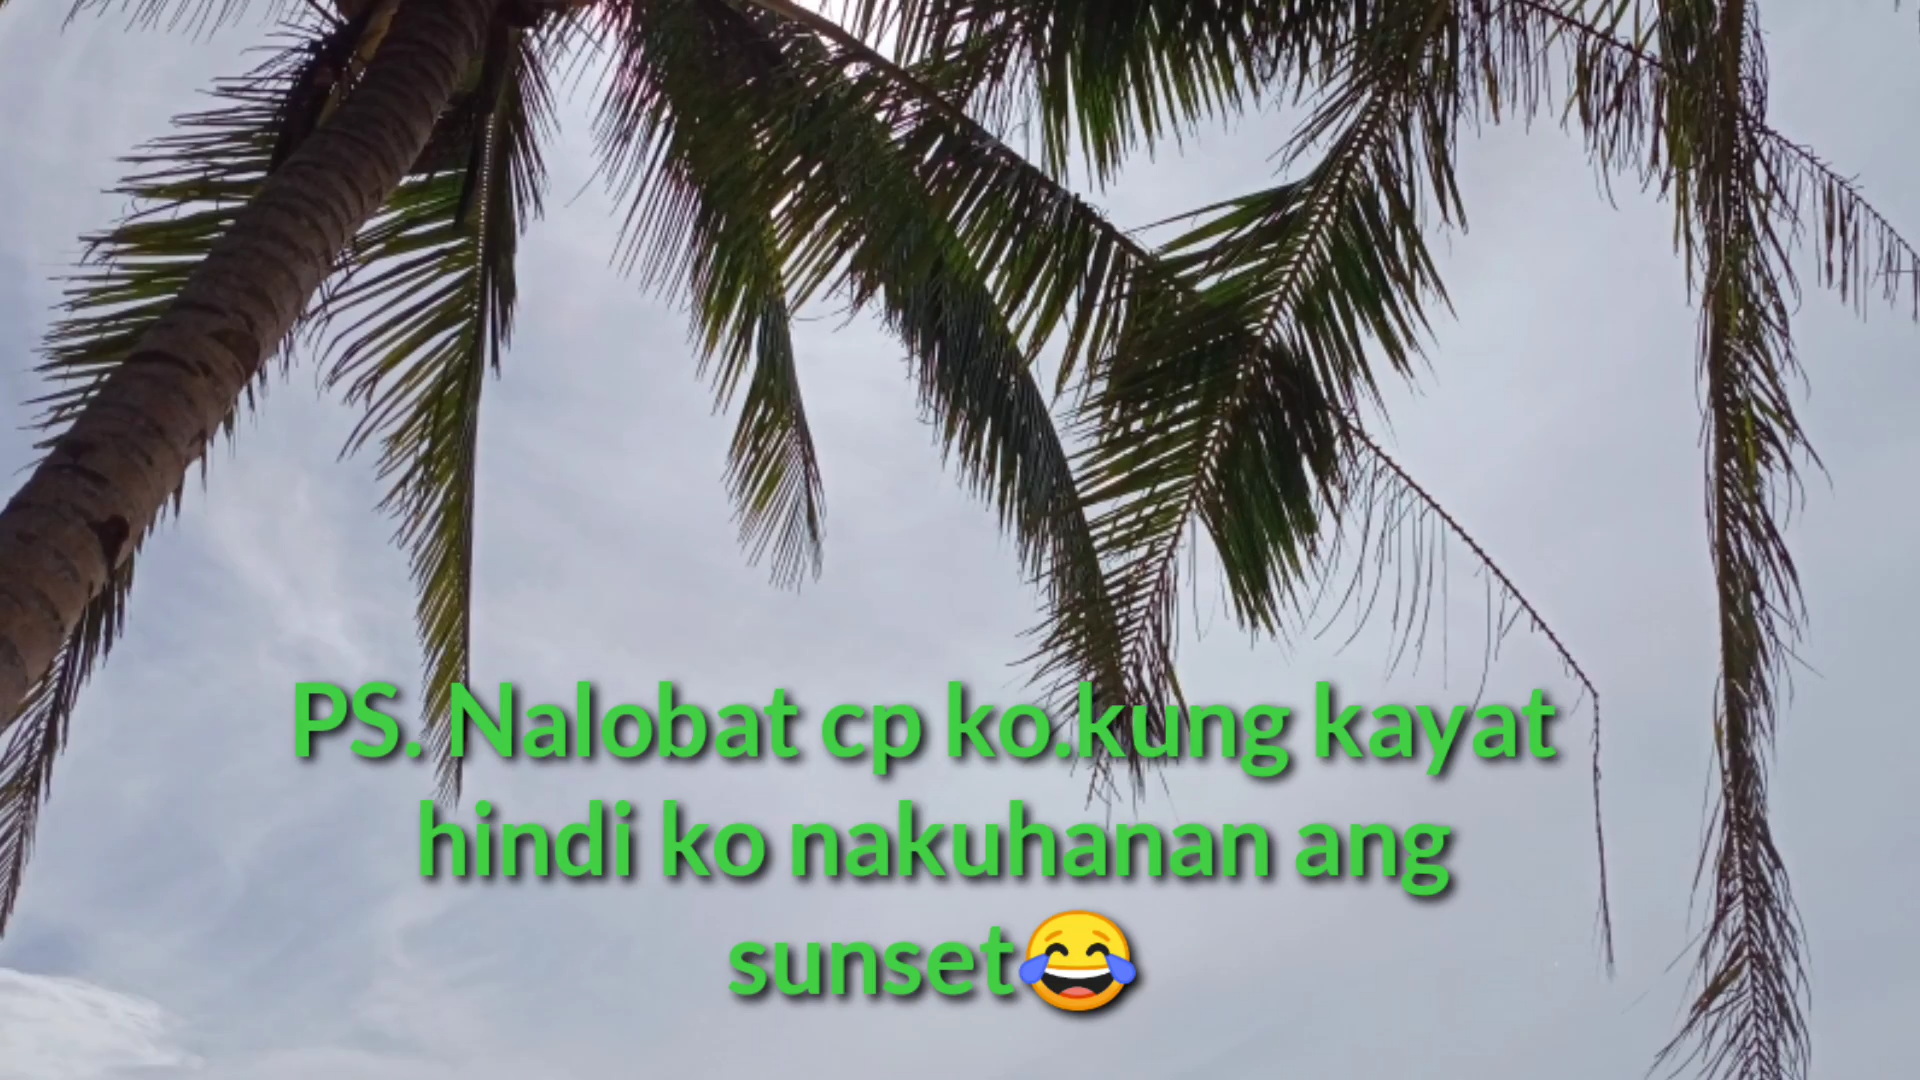 PS. Nalobat cp ko.kung kayat
hindi ko nakuhanan ang
sunset😂